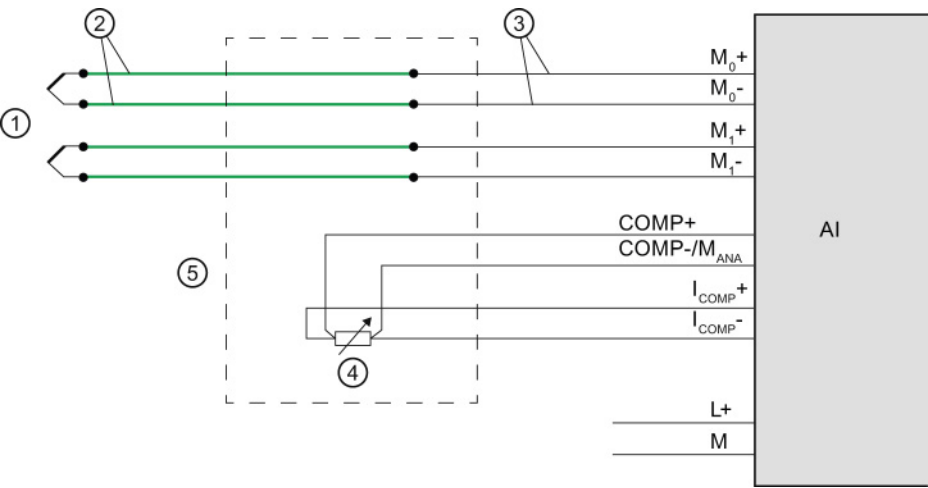 ② ③
M₀+
M₀-
①
M₁+
M₁-
COMP+
AI
COMP-/M_ANA
⑤
I_COMP+
I_COMP-
④
L+
M